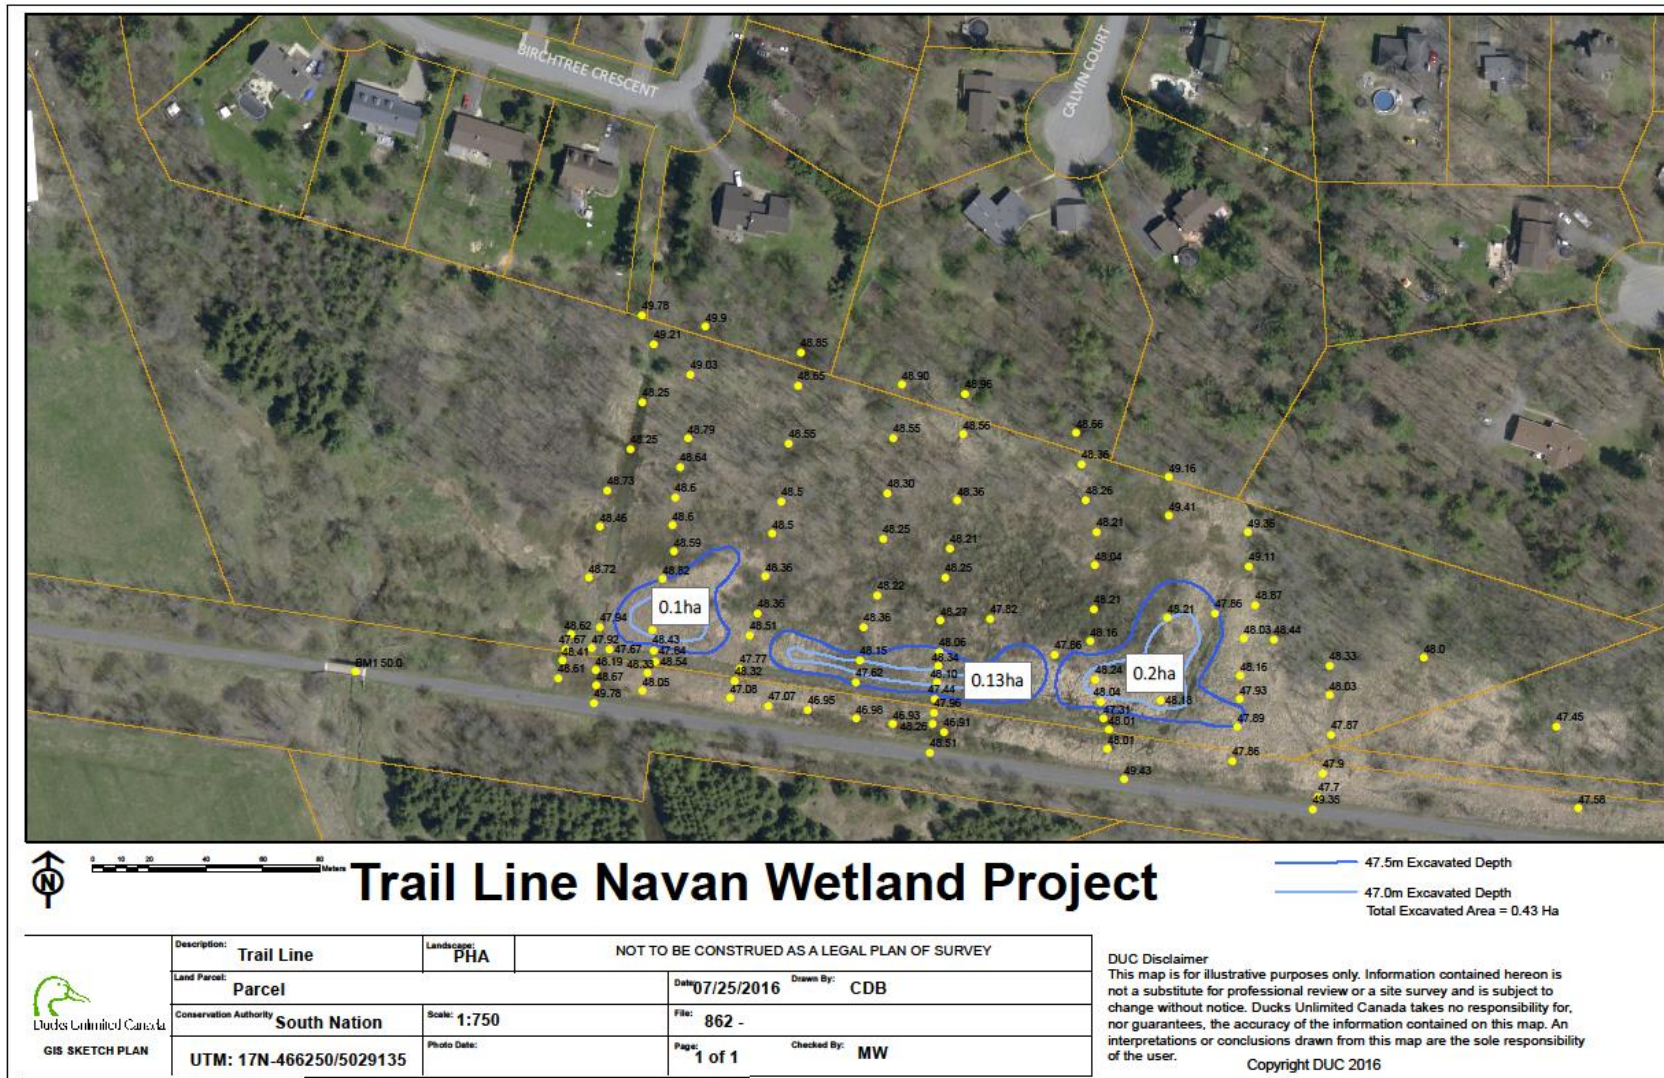 BIRCHTREE CRESCENT
CALVIN COURT
49.78
49.9
49.21
48.85
49.03
48.65
48.90
48.96
48.25
48.79
48.55
48.55
48.56
48.66
48.25
48.64
48.36
49.16
48.73
48.6
48.5
48.30
48.36
48.26
49.41
48.46
48.6
48.5
48.25
48.21
48.21
49.35
48.59
48.04
49.11
48.72
48.82
48.36
48.22
48.25
0.1ha
48.36
48.21
48.21
47.86
48.87
48.62
47.94
48.43
48.51
48.36
48.27
47.82
48.16
48.03
48.44
47.67
47.92
47.67
47.64
48.15
48.06
47.66
48.33
48.0
48.41
48.19
48.33
48.54
47.77
48.34
48.24
0.2ha
48.16
BM1 50.0
48.61
48.67
48.05
48.32
47.62
48.10
0.13ha
48.04
48.18
47.93
48.03
49.78
47.08
47.07
46.95
46.98
46.93
47.44
47.96
47.31
47.89
47.87
47.45
48.26
46.91
48.01
48.51
48.01
47.86
49.43
47.9
47.7
49.35
47.58
N
0 10 20 40 60 80
Meters
Trail Line Navan Wetland Project
47.5m Excavated Depth
47.0m Excavated Depth
Total Excavated Area = 0.43 Ha
Ducks Unlimited Canada
GIS SKETCH PLAN
Description: Trail Line
Landscape: PHA
NOT TO BE CONSTRUED AS A LEGAL PLAN OF SURVEY
Land Parcel: Parcel
Date: 07/25/2016
Drawn By: CDB
Conservation Authority South Nation
Scale: 1:750
File: 862 -
UTM: 17N-466250/5029135
Photo Date:
Page: 1 of 1
Checked By: MW
DUC Disclaimer
This map is for illustrative purposes only. Information contained hereon is
not a substitute for professional review or a site survey and is subject to
change without notice. Ducks Unlimited Canada takes no responsibility for,
nor guarantees, the accuracy of the information contained on this map. An
interpretations or conclusions drawn from this map are the sole responsibility
of the user.
Copyright DUC 2016